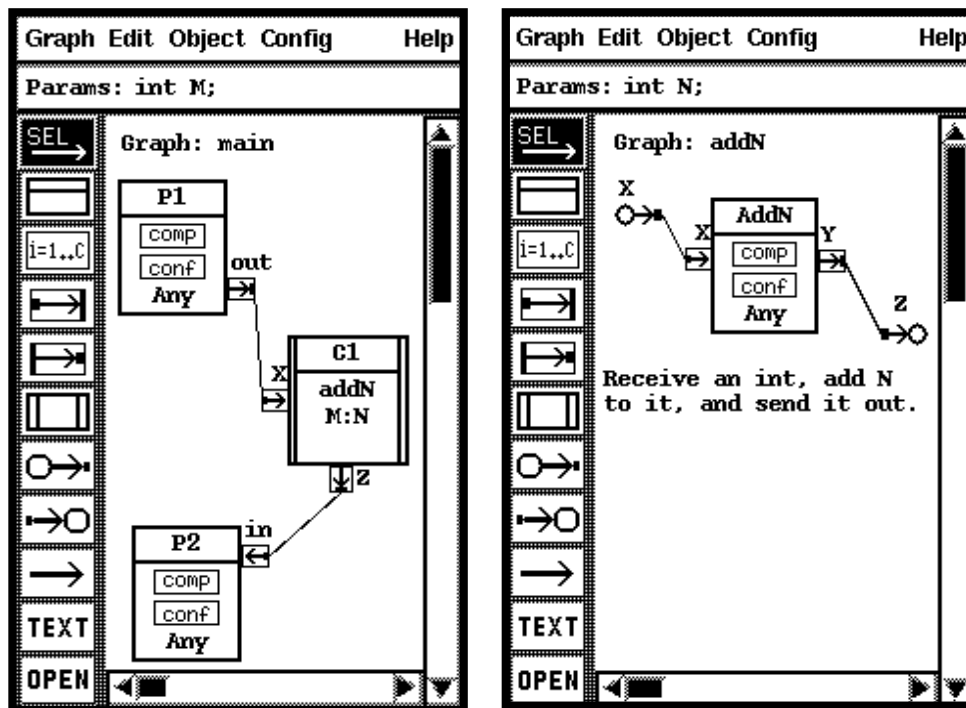 Graph Edit Object Config Help
Params: int M;
SEL
Graph: main
P1
comp
conf
Any
out
i=1..C
X
C1
addN
M:N
Z
in
P2
comp
conf
Any
TEXT
OPEN
Graph Edit Object Config Help
Params: int N;
SEL
Graph: addN
X
AddN
X
Y
comp
conf
Any
i=1..C
Z
Receive an int, add N
to it, and send it out.
TEXT
OPEN